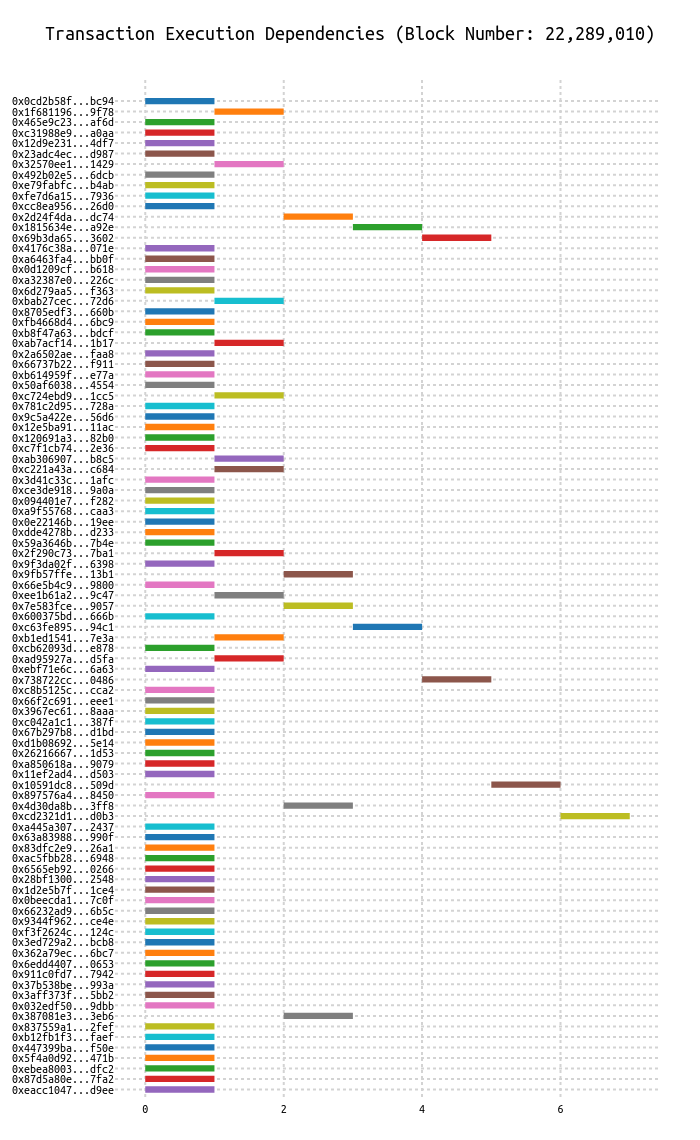 Transaction Execution Dependencies (Block Number: 22,289,010)
0x0cd2b58f...bc94
0x1f681196...9f78
0x465e9c23...af6d
0xc31988e9...a0aa
0x12d9e231...4df7
0x23adc4ec...d987
0x32570ee1...1429
0x492b02e5...6dcb
0xe79fabfc...b4ab
0xfe7d6a15...7936
0xcc8ea956...26d0
0x2d24f4da...dc74
0x1815634e...a92e
0x69b3da65...3602
0x4176c38a...071e
0xa6463fa4...bb0f
0x0d1209cf...b618
0xa32387e0...226c
0x6d279aa5...f363
0xbab27cec...72d6
0x8705edf3...660b
0xfb4668d4...6bc9
0xb8f47a63...bdcf
0xab7acf14...1b17
0x2a6502ae...faa8
0x66737b22...f911
0xb614959f...e77a
0x50af6038...4554
0xc724ebd9...1cc5
0x781c2d95...728a
0x9c5a422e...56d6
0x12e5ba91...11ac
0x120691a3...82b0
0xc7f1cb74...2e36
0xab306907...b8c5
0xc221a43a...c684
0x3d41c33c...1afc
0xce3de918...9a0a
0x094401e7...f282
0xa9f55768...caa3
0x0e22146b...19ee
0xdde4278b...d233
0x59a3646b...7b4e
0x2f290c73...7ba1
0x9f3da02f...6398
0x9fb57ffe...13b1
0x66e5b4c9...9800
0xee1b61a2...9c47
0x7e583fce...9057
0x600375bd...666b
0xc63fe895...94c1
0xb1ed1541...7e3a
0xcb62093d...e878
0xad95927a...d5fa
0xebf71e6c...6a63
0x738722cc...0486
0xc8b5125c...cca2
0x66f2c691...eee1
0x3967ec61...8aaa
0xc042a1c1...387f
0x67b297b8...d1bd
0xd1b08692...5e14
0x26216667...1d53
0xa850618a...9079
0x11ef2ad4...d503
0x10591dc8...509d
0x897576a4...8450
0x4d30da8b...3ff8
0xcd2321d1...d0b3
0xa445a307...2437
0x63a83988...990f
0x83dfc2e9...26a1
0xac5fbb28...6948
0x6565eb92...0266
0x28bf1300...2548
0x1d2e5b7f...1ce4
0x0beecda1...7c0f
0x66232ad9...6b5c
0x9344f962...ce4e
0xf3f2624c...124c
0x3ed729a2...bcb8
0x362a79ec...6bc7
0x6edd4407...0653
0x911c0fd7...7942
0x37b538be...993a
0x3aff373f...5bb2
0x032edf50...9dbb
0x387081e3...3eb6
0x837559a1...2fef
0xb12fb1f3...faef
0x447399ba...f50e
0x5f4a0d92...471b
0xebea8003...dfc2
0x87d5a80e...7fa2
0xeacc1047...d9ee
0 2 4 6